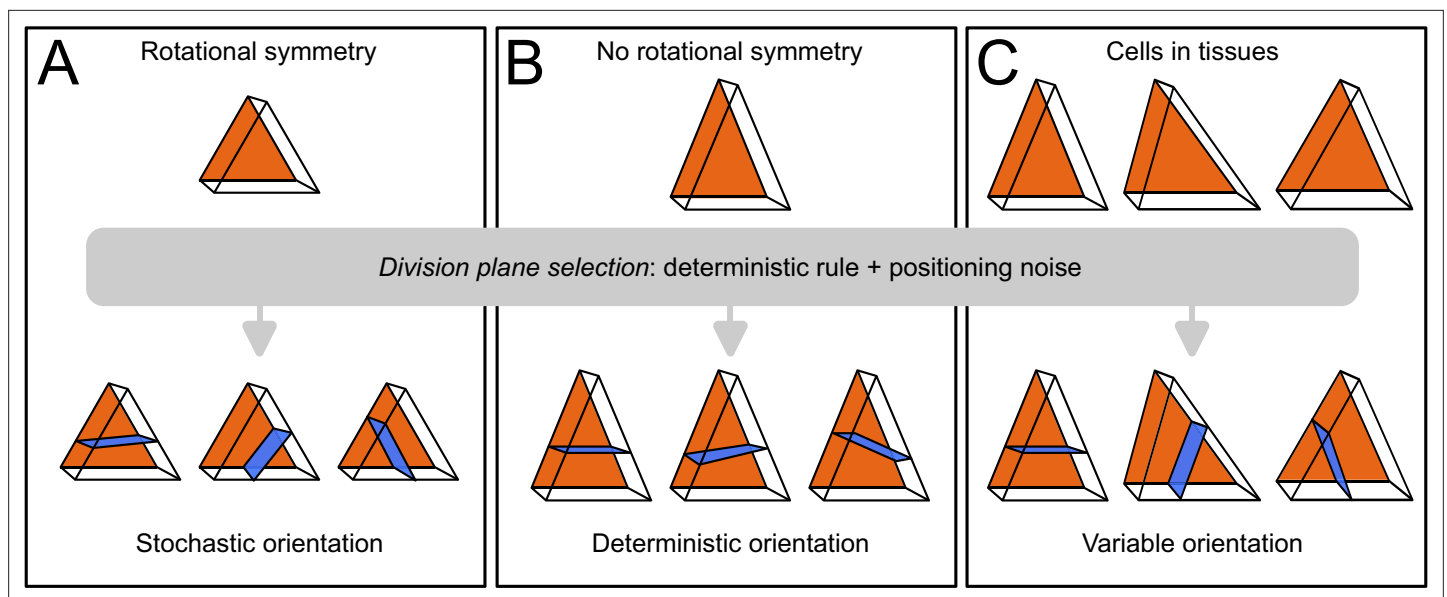 A
Rotational symmetry
B
No rotational symmetry
C
Cells in tissues
Division plane selection: deterministic rule + positioning noise
Stochastic orientation
Deterministic orientation
Variable orientation